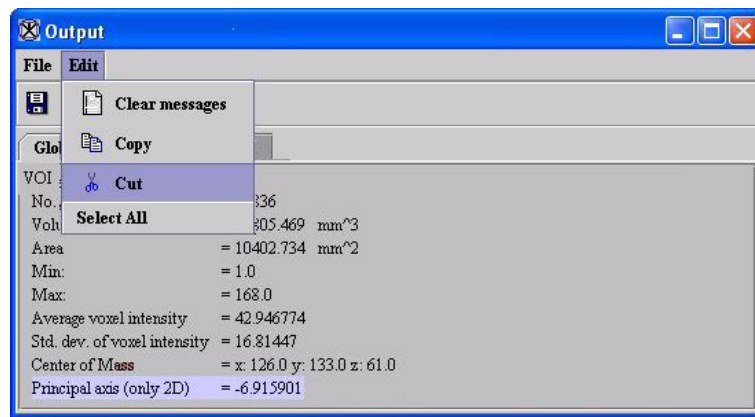 Output
File Edit
Clear messages
Glo
Copy
VOI
Cut
No. 836
Select All
Volu 805.469 mm^3
Area = 10402.734 mm^2
Min: = 1.0
Max: = 168.0
Average voxel intensity = 42.946774
Std. dev. of voxel intensity = 16.81447
Center of Mass = x: 126.0 y: 133.0 z: 61.0
Principal axis (only 2D) = -6.915901